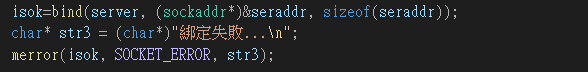 isok=bind(server, (sockaddr*)&seraddr, sizeof(seraddr));
char* str3 = (char*)"綁定失敗...\n";
merror(isok, SOCKET_ERROR, str3);